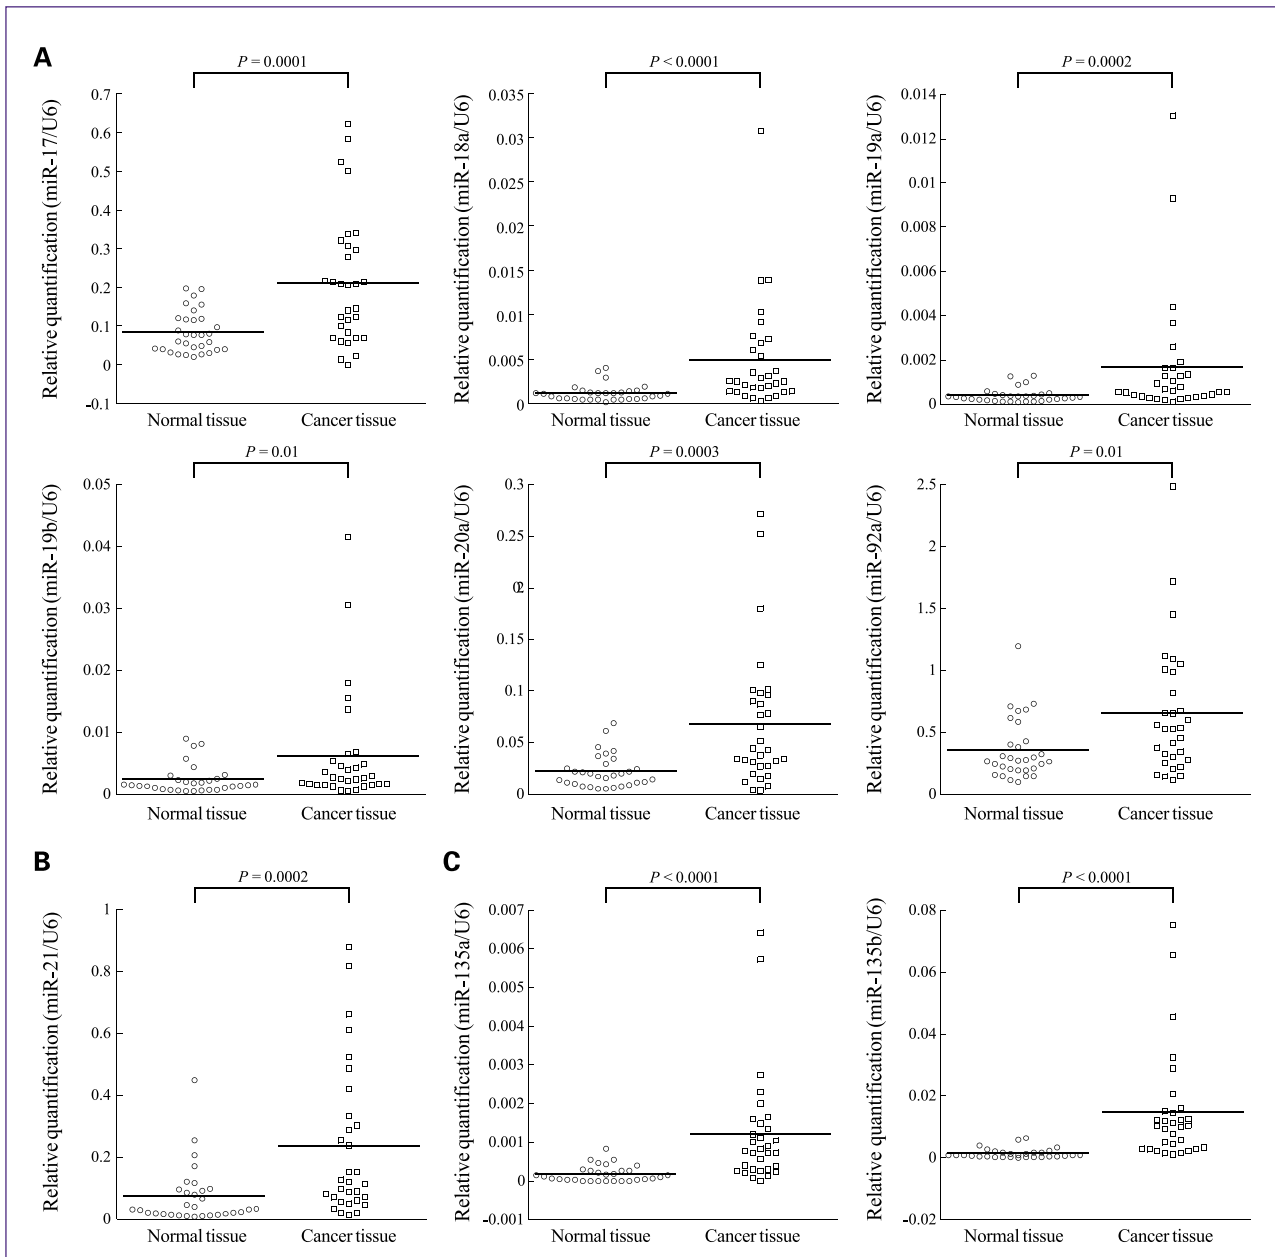 A
P = 0.0001
Relative quantification (miR-17/U6)
0.7
0.6
0.5
0.4
0.3
0.2
0.1
0
-0.1
Normal tissue
Cancer tissue
P < 0.0001
Relative quantification (miR-18a/U6)
0.035
0.03
0.025
0.02
0.015
0.01
0.005
0
Normal tissue
Cancer tissue
P = 0.0002
Relative quantification (miR-19a/U6)
0.014
0.012
0.01
0.008
0.006
0.004
0.002
0
Normal tissue
Cancer tissue
P = 0.01
Relative quantification (miR-19b/U6)
0.05
0.04
0.03
0.02
0.01
0
Normal tissue
Cancer tissue
P = 0.0003
Relative quantification (miR-20a/U6)
0.3
0.25
0.2
0.15
0.1
0.05
0
Normal tissue
Cancer tissue
P = 0.01
Relative quantification (miR-92a/U6)
2.5
2
1.5
1
0.5
0
Normal tissue
Cancer tissue
B
P = 0.0002
Relative quantification (miR-21/U6)
1
0.8
0.6
0.4
0.2
0
Normal tissue
Cancer tissue
C
P < 0.0001
Relative quantification (miR-135a/U6)
0.007
0.006
0.005
0.004
0.003
0.002
0.001
0
-0.001
Normal tissue
Cancer tissue
P < 0.0001
Relative quantification (miR-135b/U6)
0.08
0.06
0.04
0.02
0
-0.02
Normal tissue
Cancer tissue